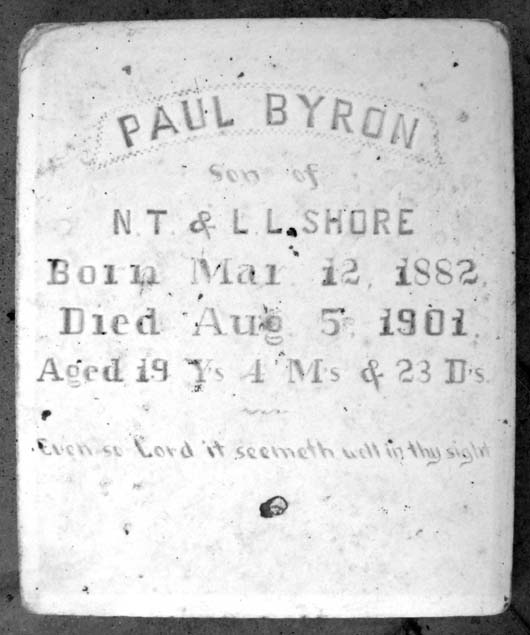 PAUL BYRON
Son of
N. T. & L. L. SHORE
Born Mar 12, 1882,
Died Aug 5, 1901,
Aged 19 Ys 4 Ms & 23 D's.
Even so Lord it seemeth well in thy sight